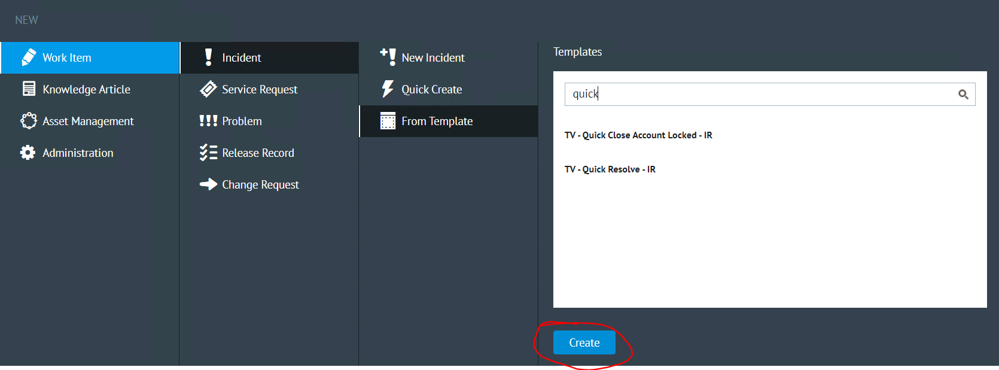 NEW
Work Item
Knowledge Article
Asset Management
Administration
Incident
Service Request
Problem
Release Record
Change Request
New Incident
Quick Create
From Template
Templates
quick
TV - Quick Close Account Locked - IR
TV - Quick Resolve - IR
Create